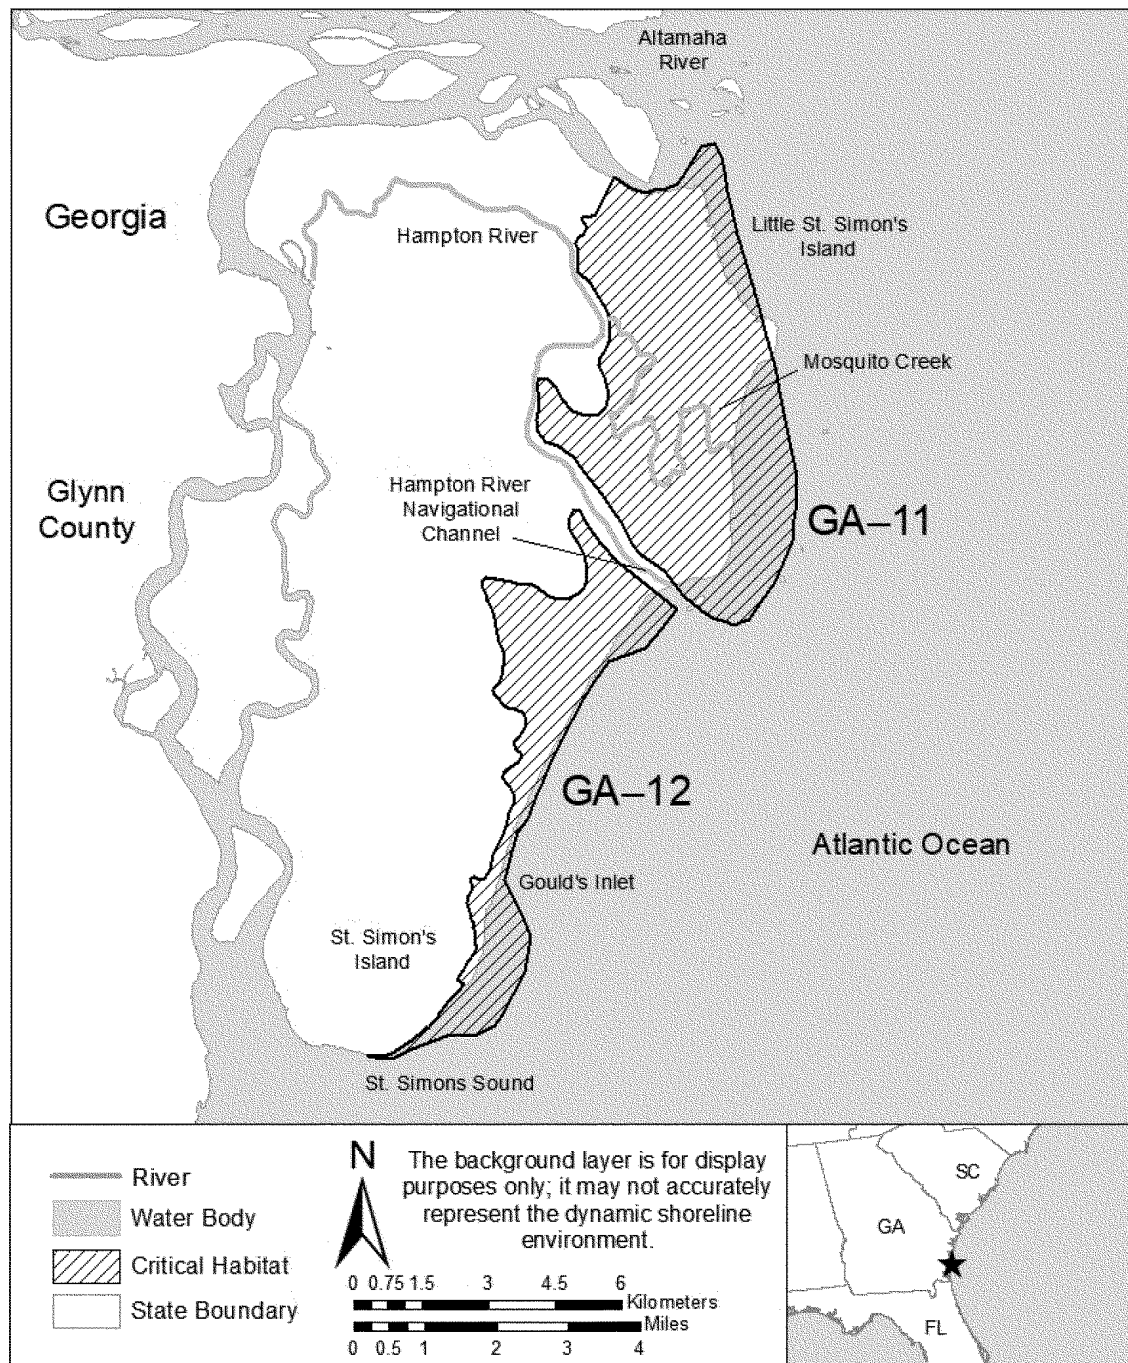 Altamaha
River
Georgia
Hampton River
Little St. Simon's
Island
Mosquito Creek
Glynn
County
Hampton River
Navigational
Channel
GA–11
GA–12
Atlantic Ocean
Gould's Inlet
St. Simon's
Island
St. Simons Sound
River
Water Body
Critical Habitat
State Boundary
N
The background layer is for display
purposes only; it may not accurately
represent the dynamic shoreline
environment.
0 0.75 1.5 3 4.5 6
Kilometers
Miles
0 0.5 1 2 3 4
SC
GA
FL